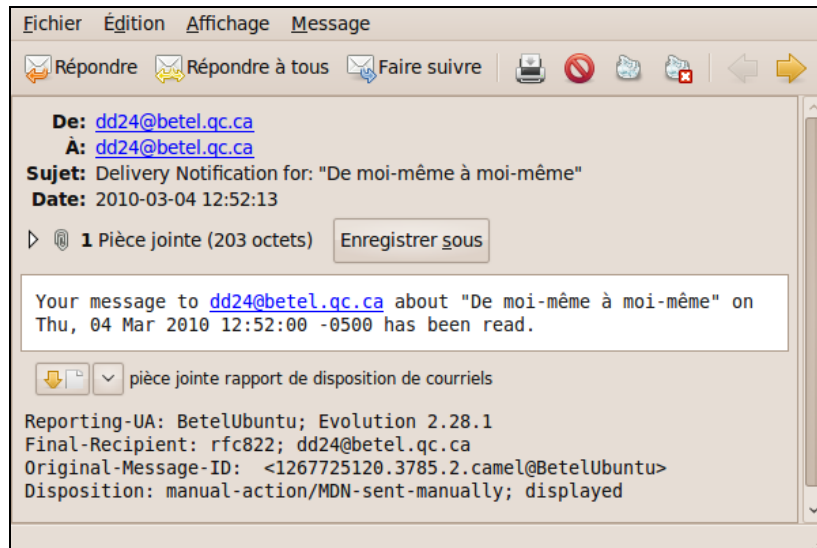 Fichier Édition Affichage Message
Répondre Répondre à tous Faire suivre
De: dd24@betel.qc.ca
À: dd24@betel.qc.ca
Sujet: Delivery Notification for: "De moi-même à moi-même"
Date: 2010-03-04 12:52:13
1 Pièce jointe (203 octets) Enregistrer sous
Your message to dd24@betel.qc.ca about "De moi-même à moi-même" on
Thu, 04 Mar 2010 12:52:00 -0500 has been read.
pièce jointe rapport de disposition de courriels
Reporting-UA: BetelUbuntu; Evolution 2.28.1
Final-Recipient: rfc822; dd24@betel.qc.ca
Original-Message-ID: <1267725120.3785.2.camel@BetelUbuntu>
Disposition: manual-action/MDN-sent-manually; displayed